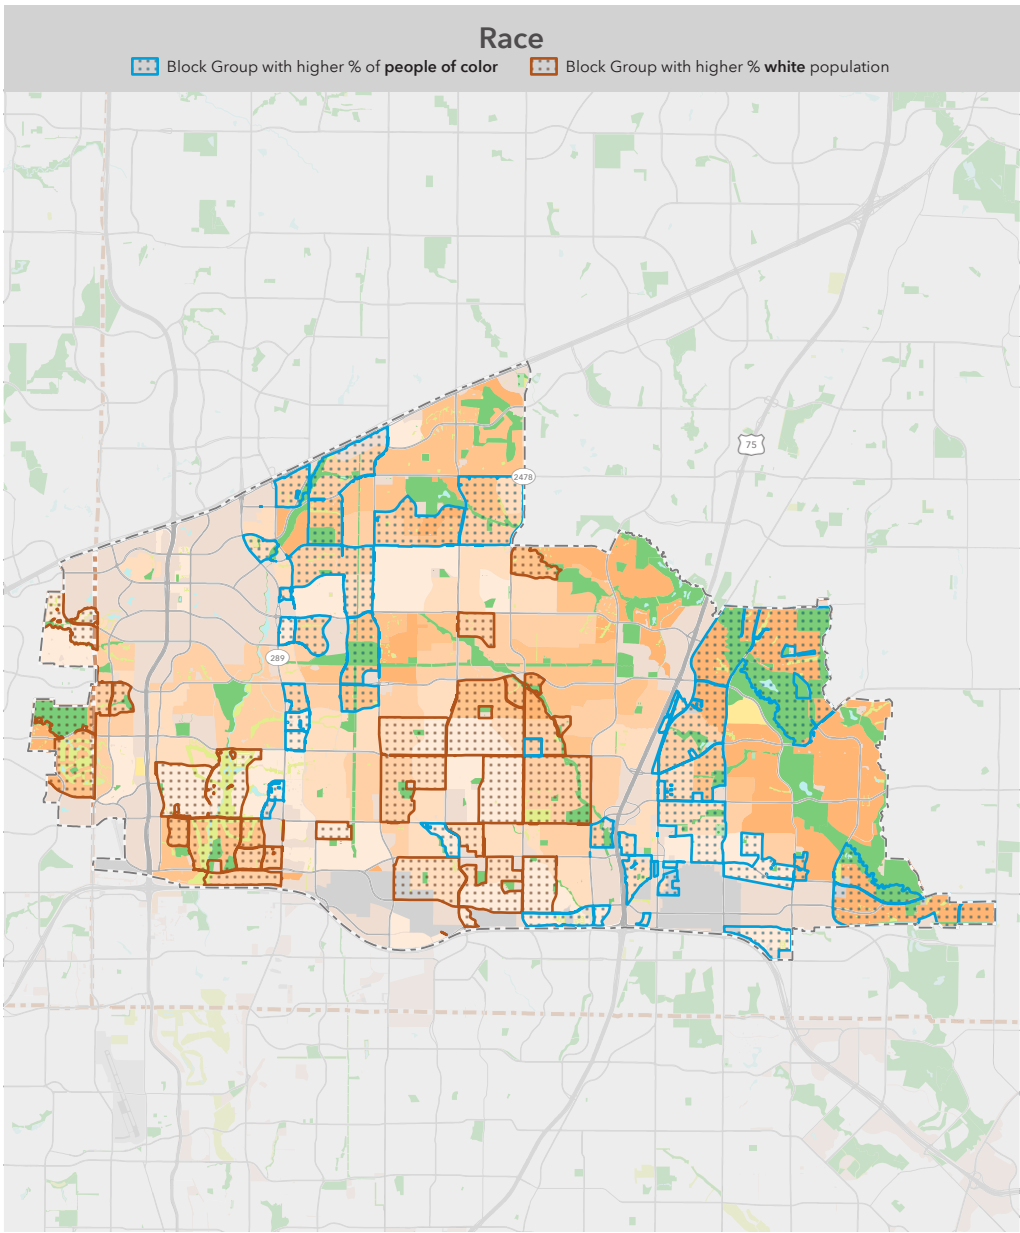 Race
Block Group with higher % of people of color
Block Group with higher % white population
75
2478
289